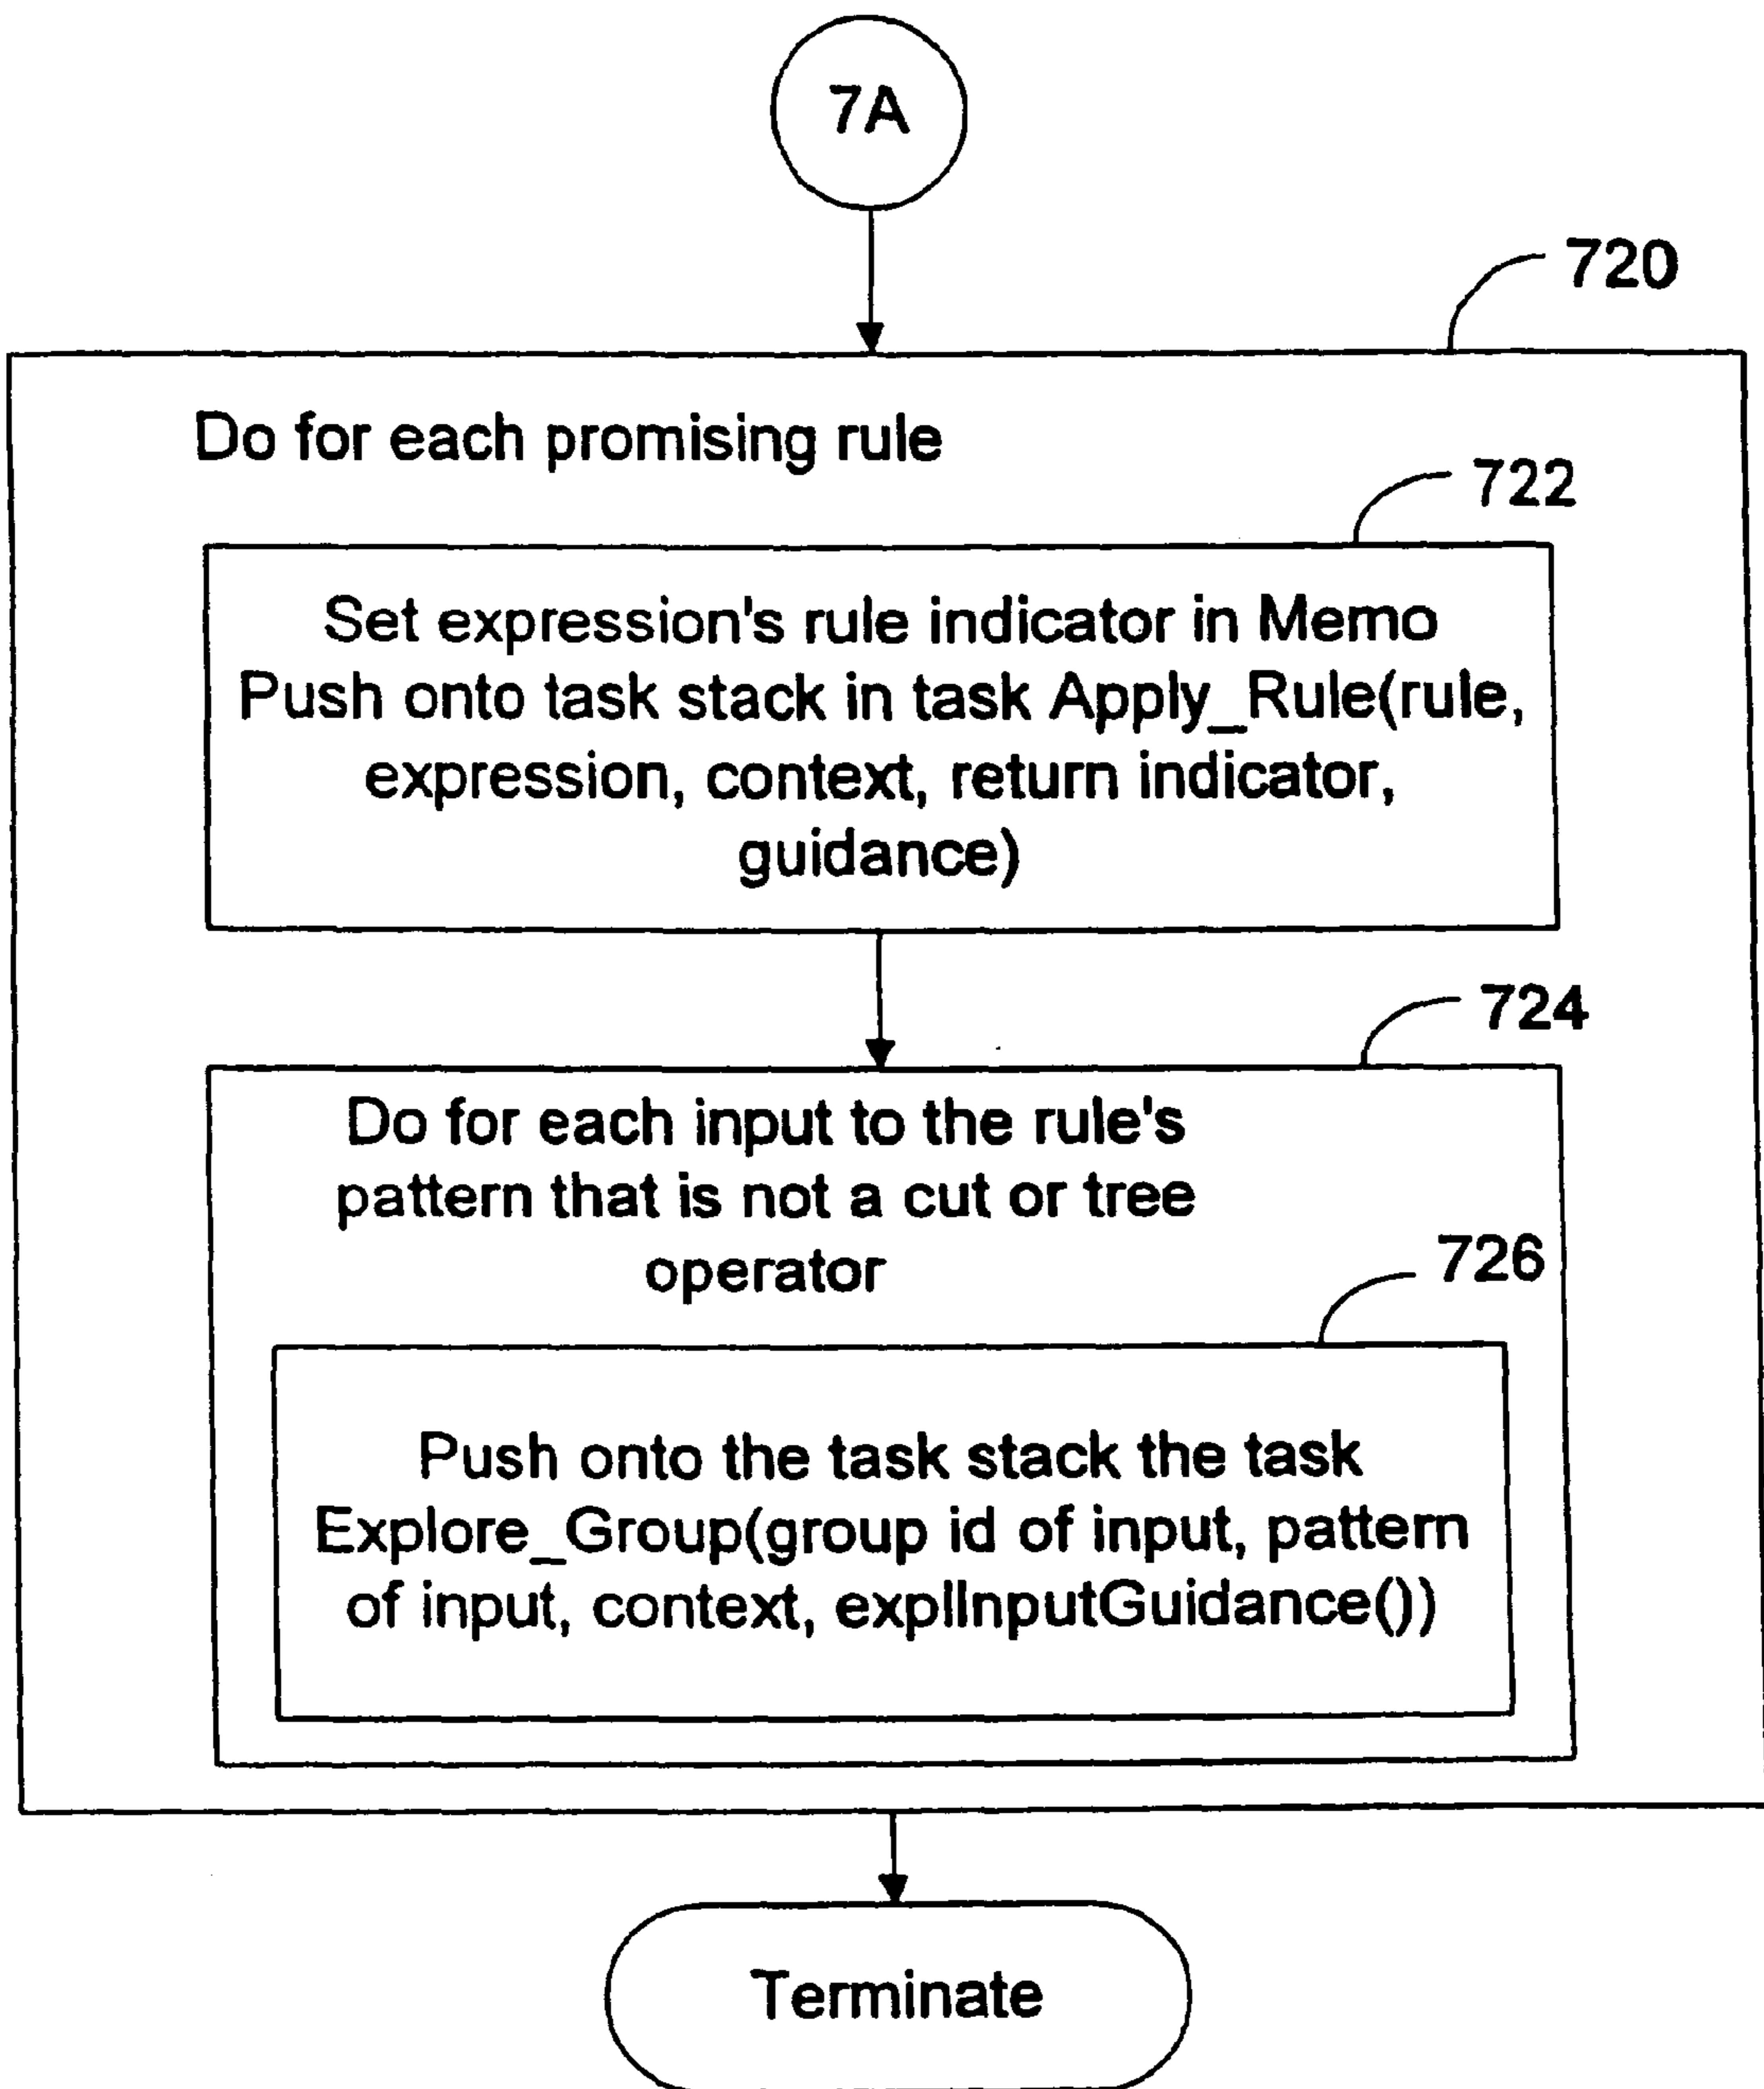 7A
720
Do for each promising rule
722
Set expression's rule indicator in Memo
Push onto task stack in task Apply_Rule(rule,
expression, context, return indicator,
guidance)
724
Do for each input to the rule's
pattern that is not a cut or tree
operator
726
Push onto the task stack the task
Explore_Group(group id of input, pattern
of input, context, explInputGuidance())
Terminate